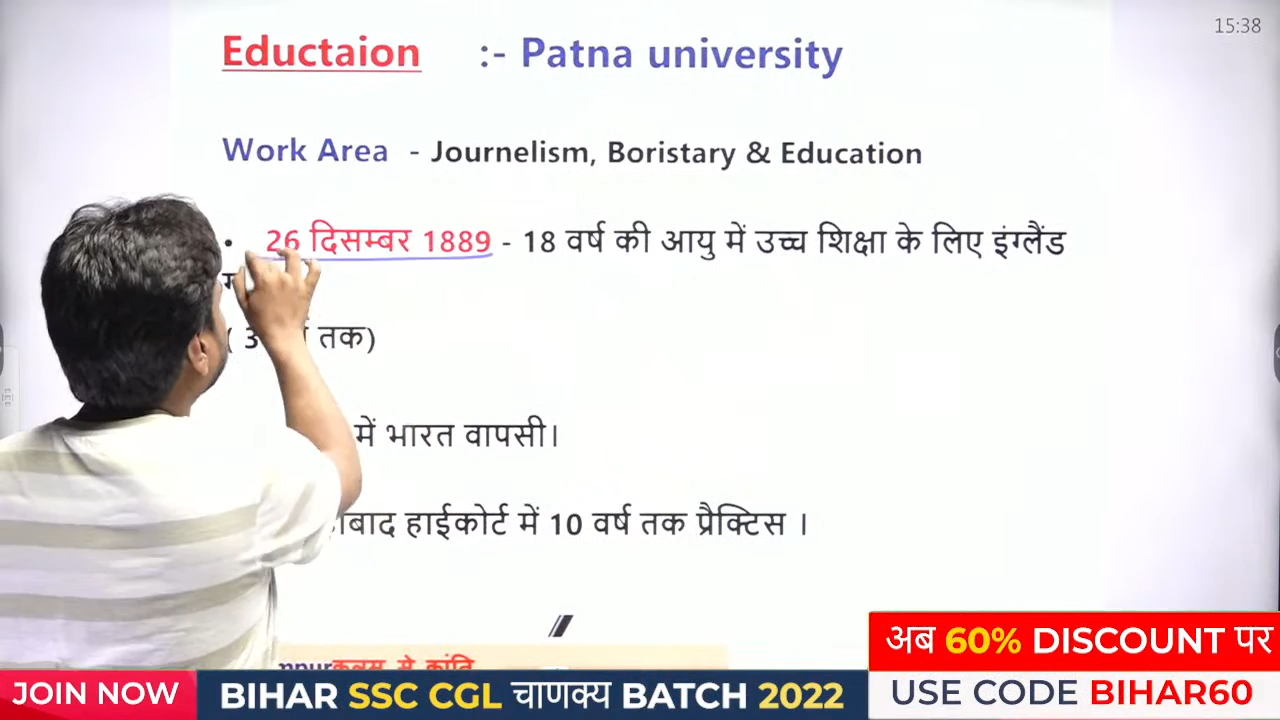 15:38
Eductaion :- Patna university
Work Area - Journelism, Boristary & Education
• 26 दिसम्बर 1889 - 18 वर्ष की आयु में उच्च शिक्षा के लिए इंग्लैंड
( 3 तक)
में भारत वापसी।
हाईकोर्ट में 10 वर्ष तक प्रैक्टिस ।
अब 60% DISCOUNT पर
JOIN NOW BIHAR SSC CGL चाणक्य BATCH 2022 USE CODE BIHAR60